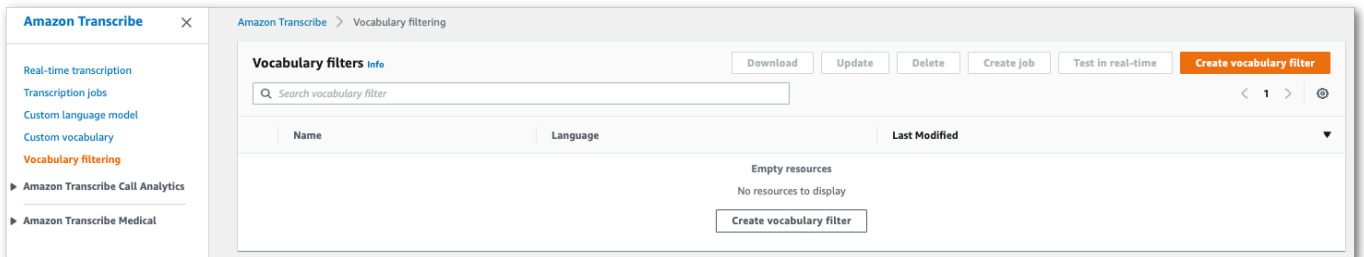 Amazon Transcribe
Real-time transcription
Transcription jobs
Custom language model
Custom vocabulary
Vocabulary filtering
Amazon Transcribe Call Analytics
Amazon Transcribe Medical
Amazon Transcribe > Vocabulary filtering
Vocabulary filters Info
Download Update Delete Create job Test in real-time Create vocabulary filter
Search vocabulary filter
< 1 >
Name Language Last Modified
Empty resources
No resources to display
Create vocabulary filter